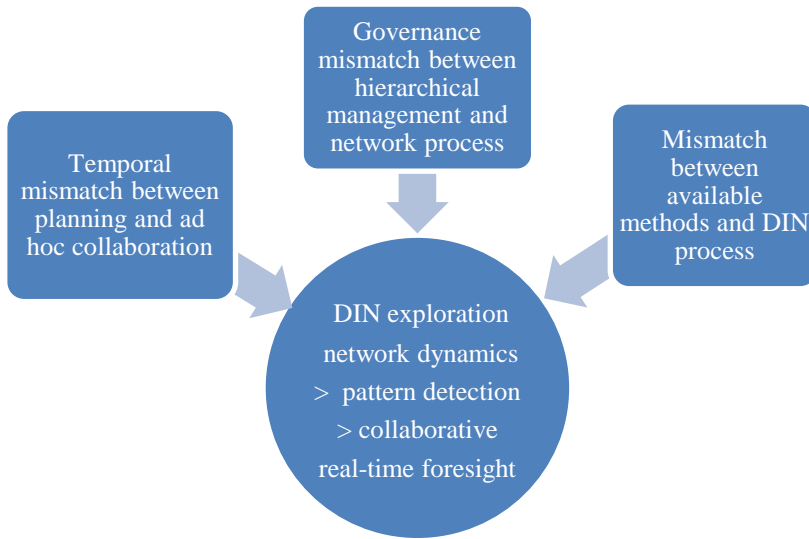 Governance
mismatch between
hierarchical
management and
network process
Temporal
mismatch between
planning and ad
hoc collaboration
Mismatch
between
available
methods and DIN
process
DIN exploration
network dynamics
> pattern detection
> collaborative
real-time foresight